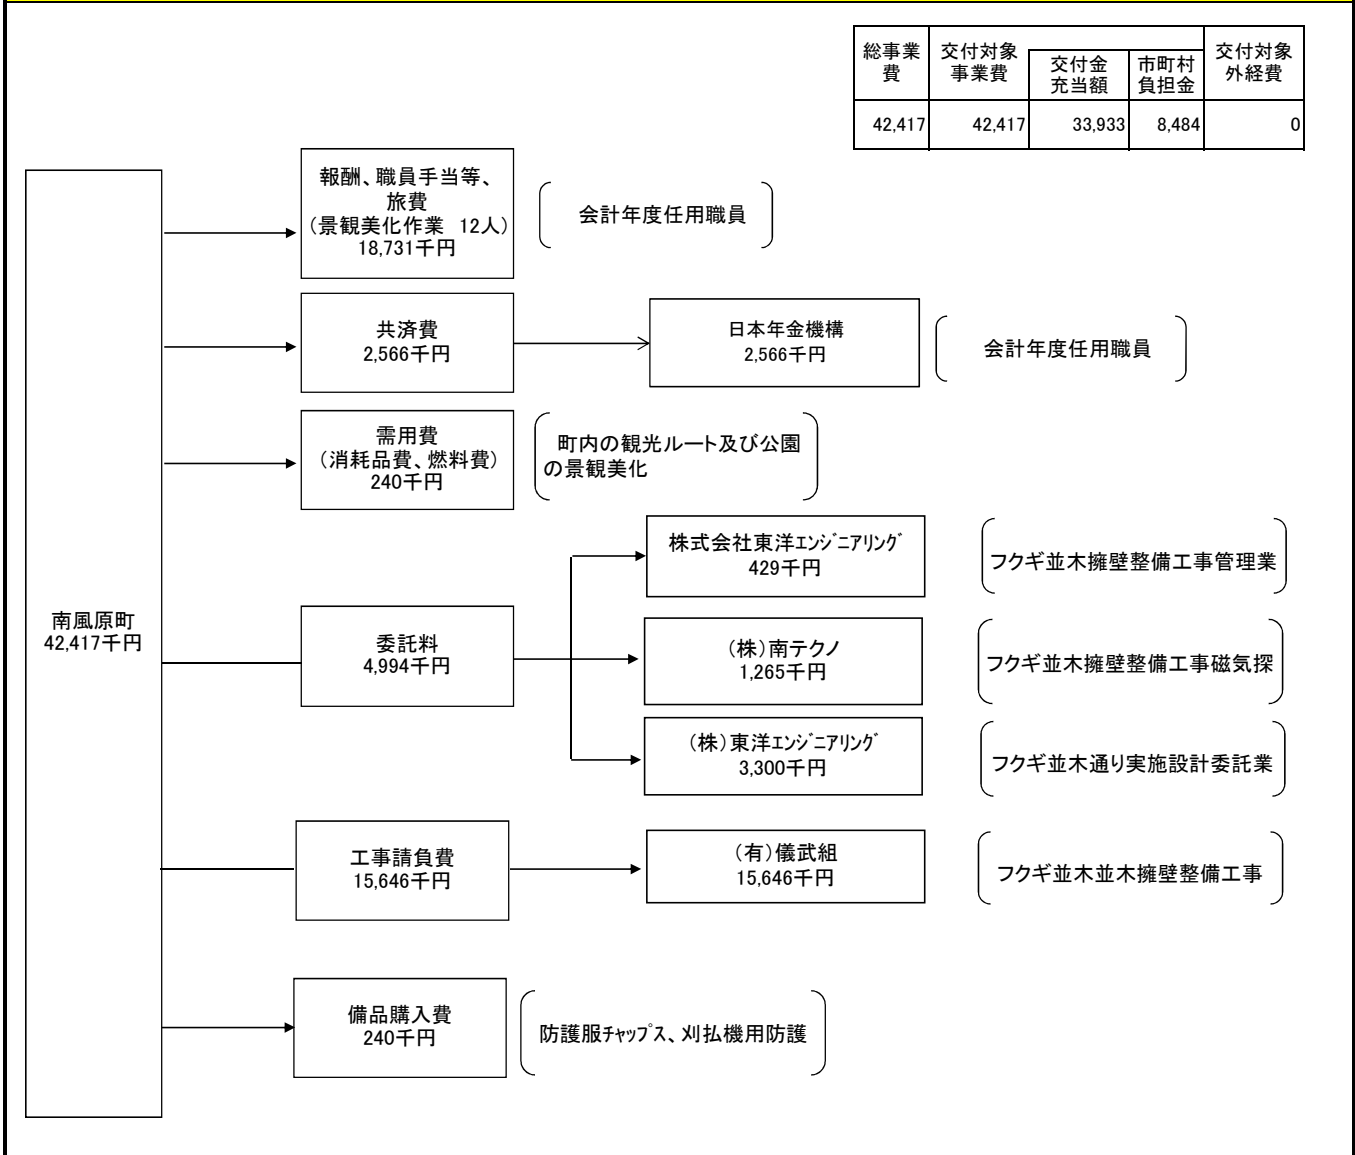 総事業
費
交付対象
事業費
交付金
充当額
市町村
負担金
交付対象
外経費
42,417
42,417
33,933
8,484
0
南風原町
42,417千円
報酬、職員手当等、
旅費
(景観美化作業 12人)
18,731千円
会計年度任用職員
共済費
2,566千円
日本年金機構
2,566千円
会計年度任用職員
需用費
(消耗品費、燃料費)
240千円
町内の観光ルート及び公園
の景観美化
委託料
4,994千円
株式会社東洋ｴﾝｼﾞﾆｱﾘﾝｸﾞ
429千円
フクギ並木擁壁整備工事管理業
(株)南テクノ
1,265千円
フクギ並木擁壁整備工事磁気探
(株)東洋ｴﾝｼﾞﾆｱﾘﾝｸﾞ
3,300千円
フクギ並木通り実施設計委託業
工事請負費
15,646千円
(有)儀武組
15,646千円
フクギ並木並木擁壁整備工事
備品購入費
240千円
防護服ﾁｬｯﾌﾟｽ、刈払機用防護